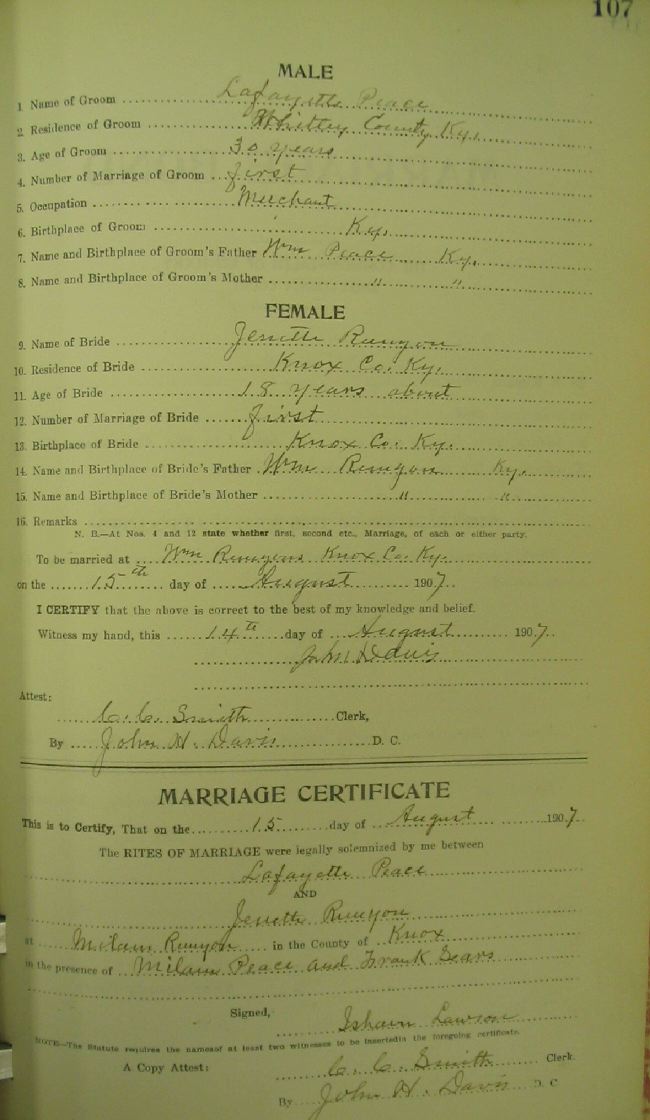 107
MALE
1. Name of Groom Lafayette Peace
2. Residence of Groom Whitley County Ky.
3. Age of Groom 30 years
4. Number of Marriage of Groom first
5. Occupation Merchant
6. Birthplace of Groom Ky.
7. Name and Birthplace of Groom's Father Wm Peace Ky.
8. Name and Birthplace of Groom's Mother " "
FEMALE
9. Name of Bride Jenette Runyon
10. Residence of Bride Knox Co. Ky.
11. Age of Bride 18 years about
12. Number of Marriage of Bride first
13. Birthplace of Bride Knox Co. Ky.
14. Name and Birthplace of Bride's Father Wm Runyon Ky.
15. Name and Birthplace of Bride's Mother " "
16. Remarks
N. B.—At Nos. 4 and 12 state whether first, second etc., Marriage, of each or either party.
To be married at Wm Runyons Knox Co. Ky.
on the 15th day of August 1907.
I CERTIFY that the above is correct to the best of my knowledge and belief.
Witness my hand, this 14th day of August 1907.
John Davis
Attest:
C. C. Smith Clerk,
By John H. Davis D. C.
MARRIAGE CERTIFICATE
This is to Certify, That on the 15 day of August 1907.
The RITES OF MARRIAGE were legally solemnized by me between
Lafayette Peace
AND
Jenette Runyon
at Milam Runyon in the County of Knox
in the presence of Milam Peace and Frank Sears
Signed,
Isham Lawson
NOTE—The Statute requires the names of at least two witnesses to be inserted in the foregoing certificate.
A Copy Attest: C. C. Smith Clerk.
By John H. Davis D. C